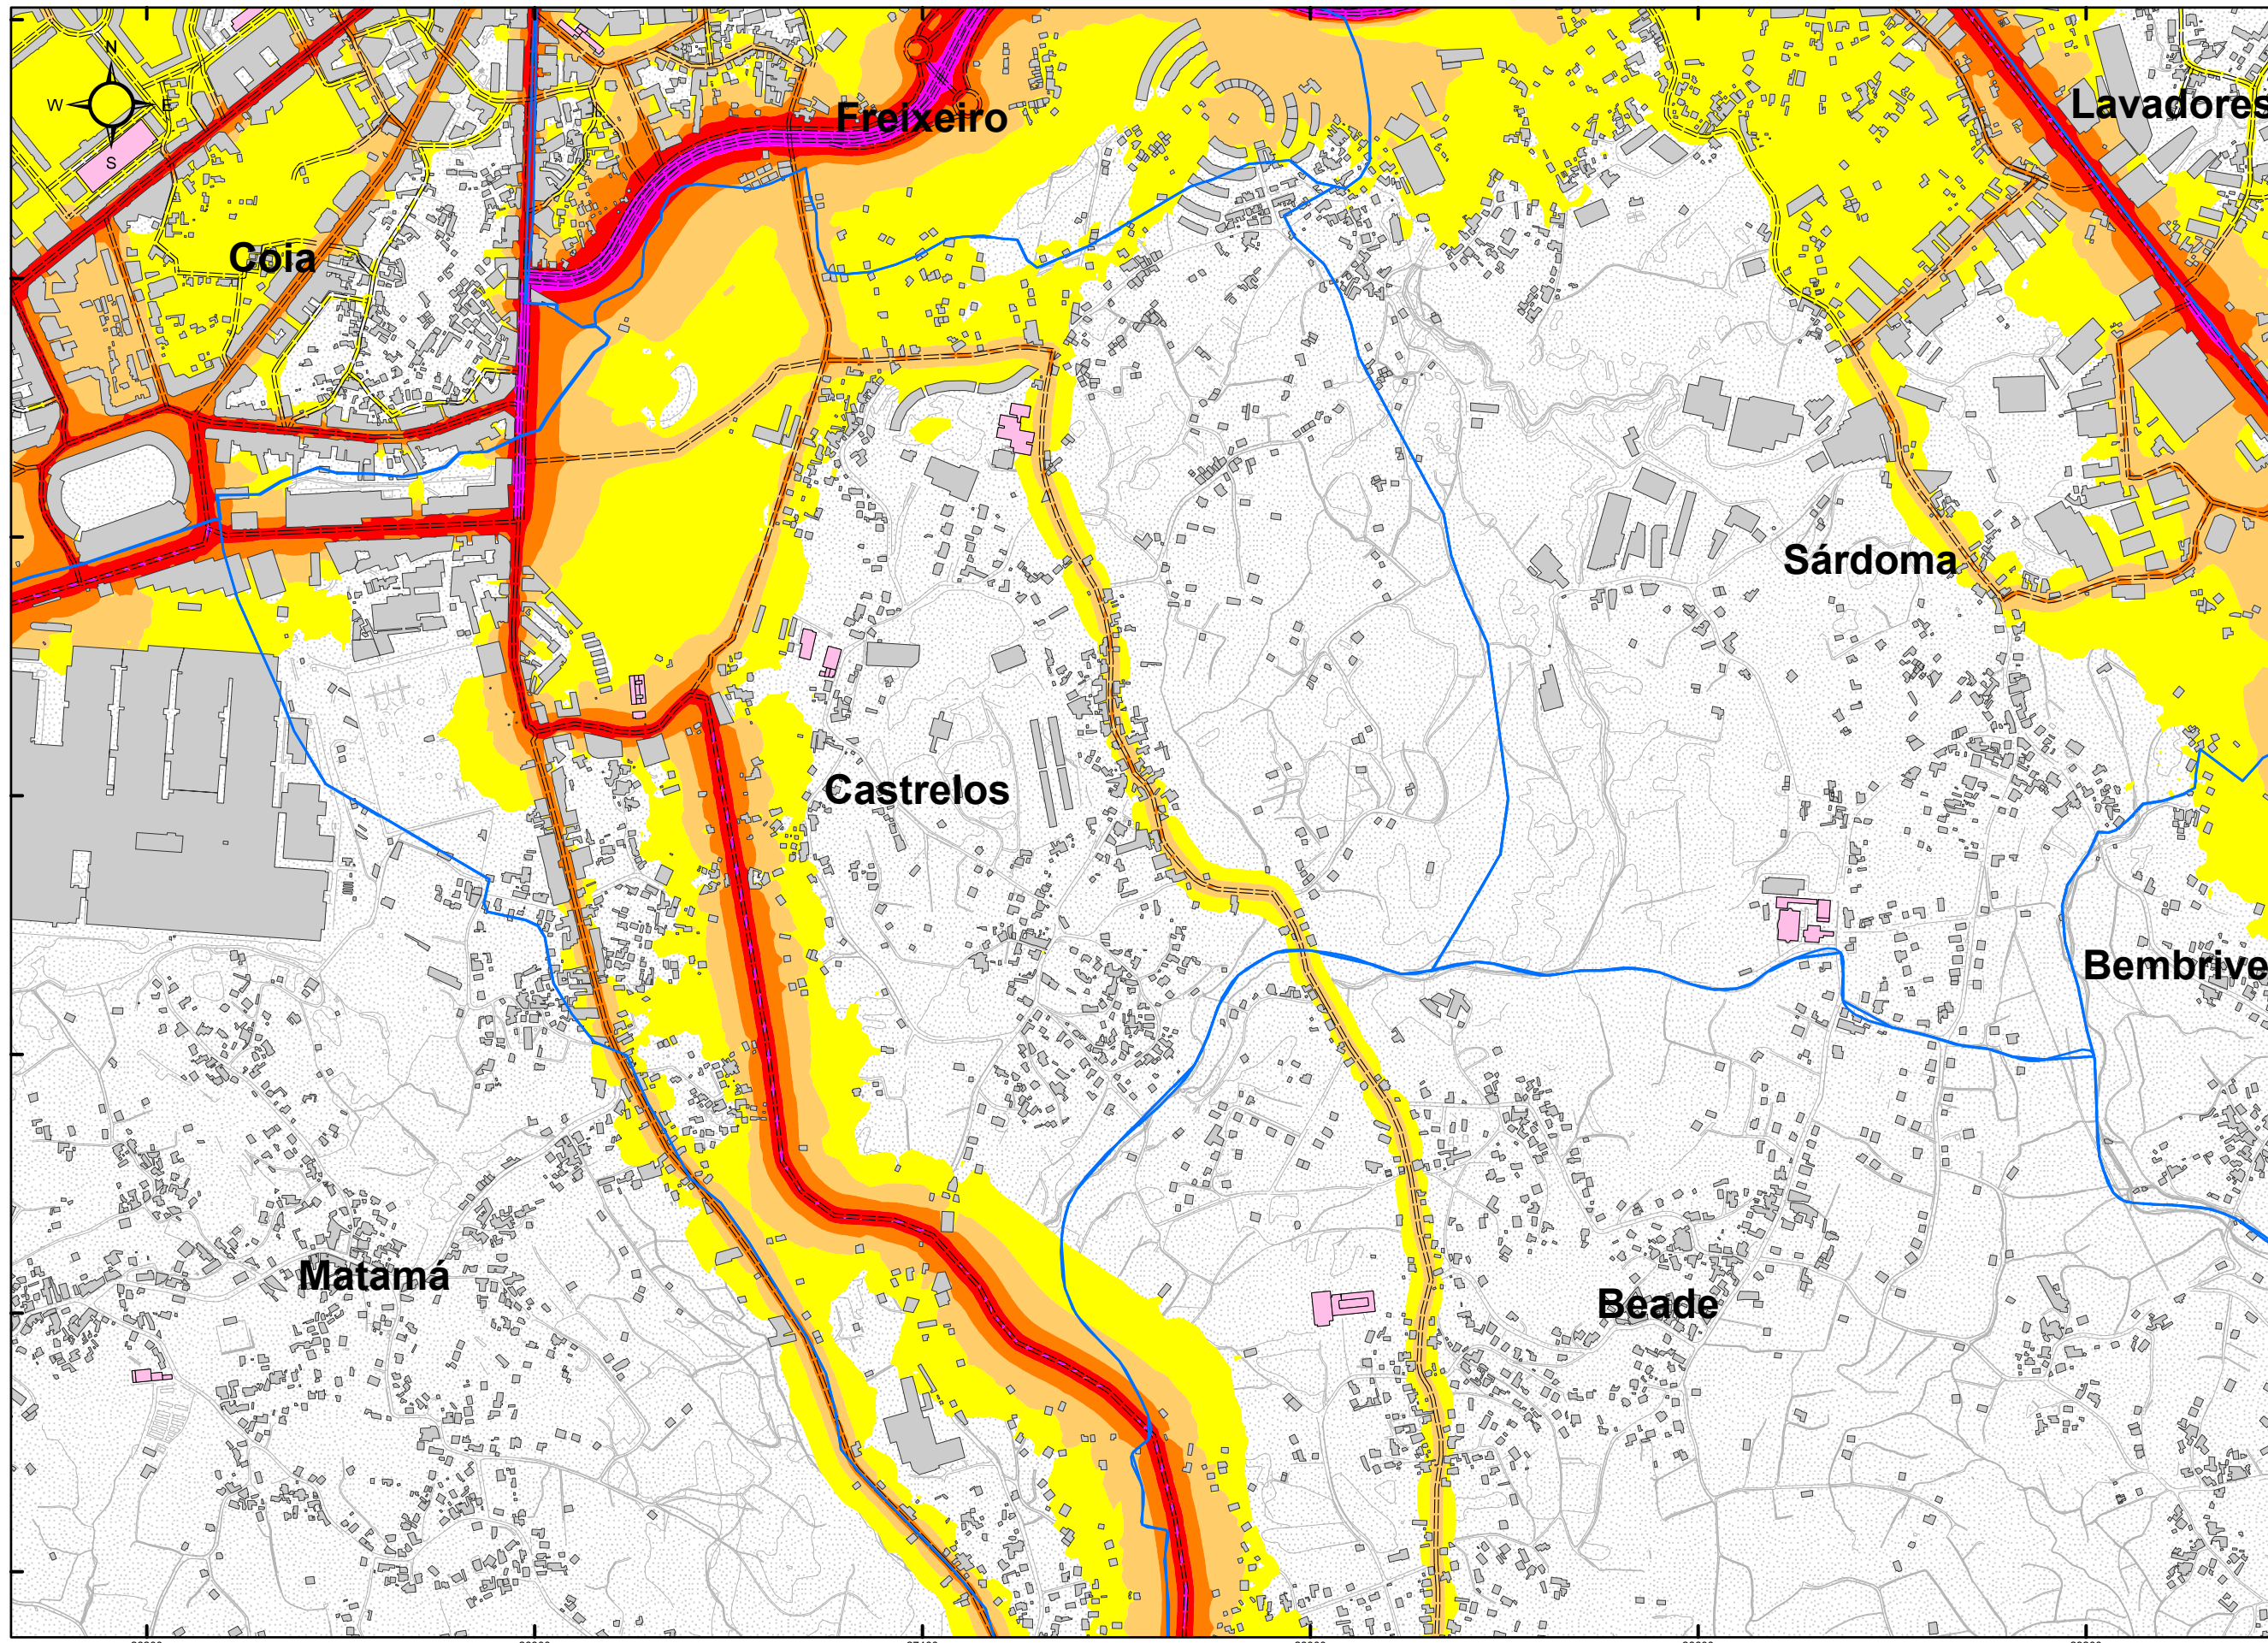 N
W
E
S
Freixeiro
Lavadores
Coia
Sárdoma
Castrelos
Bembrive
Matamá
Beade